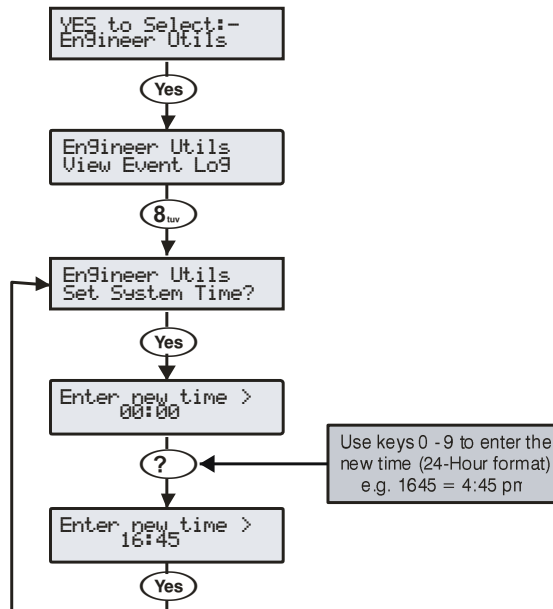 YES to Select:-
Engineer Utils
Yes
Engineer Utils
View Event Log
8tuv
Engineer Utils
Set System Time?
Yes
Enter new time >
00:00
?
Use keys 0 - 9 to enter the
new time (24-Hour format)
e.g. 1645 = 4:45 pm
Enter new time >
16:45
Yes